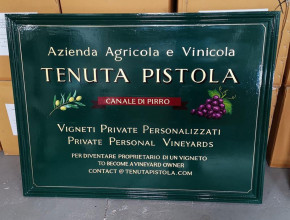 Azienda Agricola e Vinicola
TENUTA PISTOLA
CANALE DI PIRRO
VIGNETI PRIVATE PERSONALIZZATI
PRIVATE PERSONAL VINEYARDS
PER DIVENTARE PROPRIETARIO DI UN VIGNETO
TO BECOME A VINEYARD OWNER
CONTACT @ TENUTAPISTOLA.COM